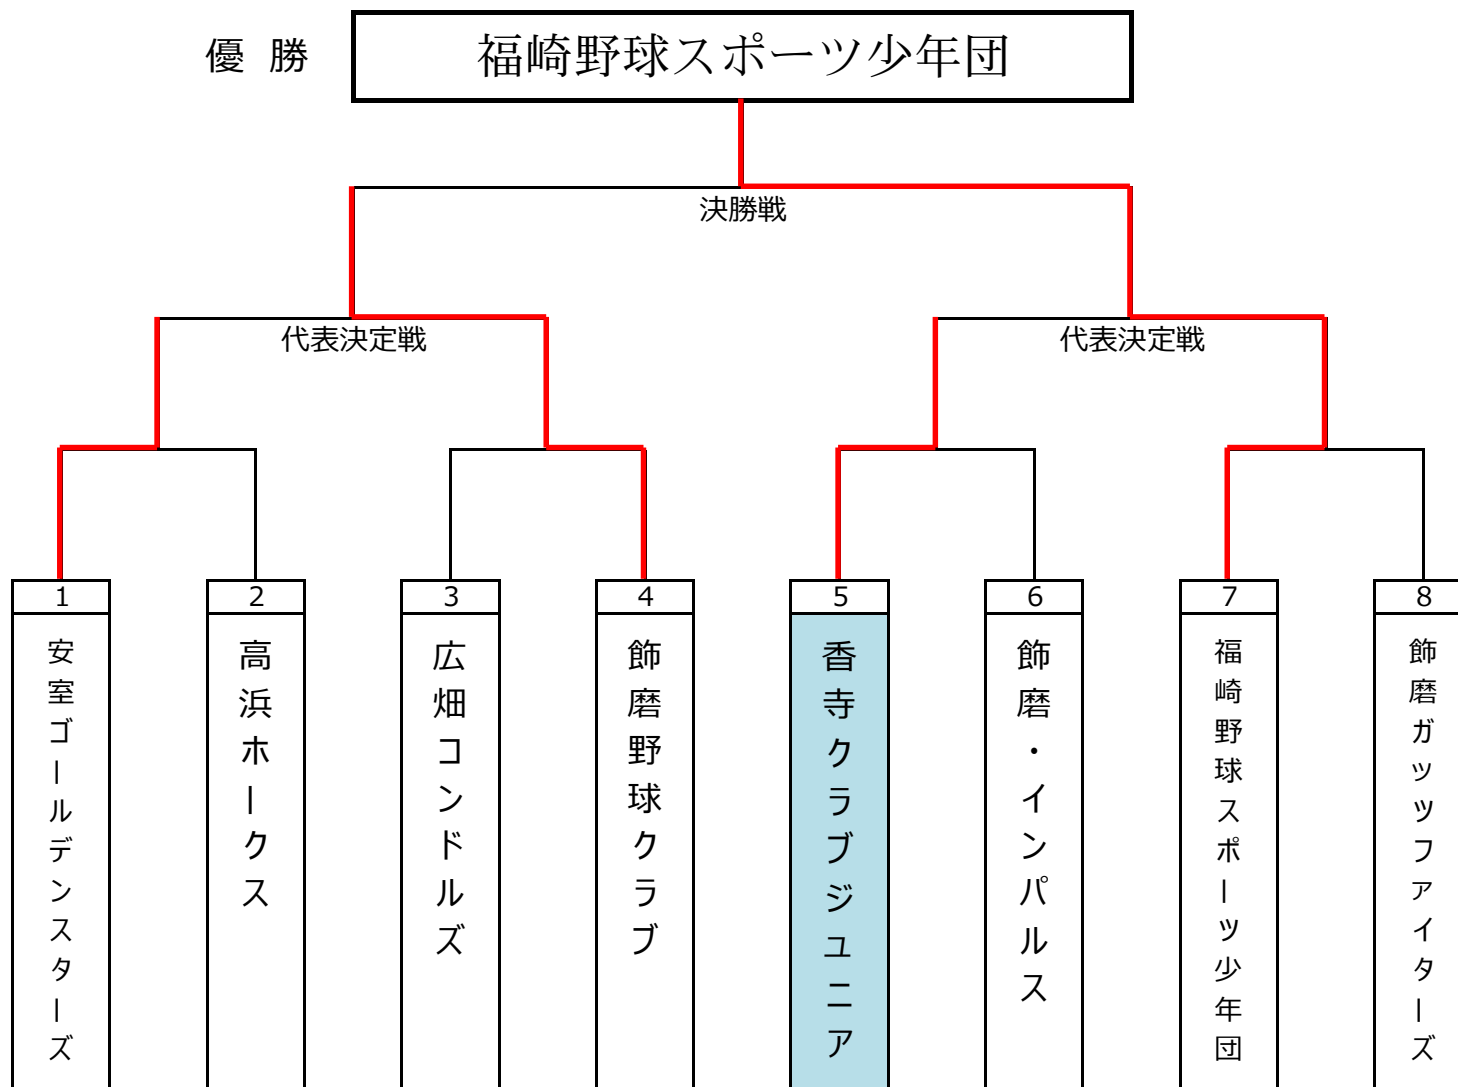 優 勝
福崎野球スポーツ少年団
決勝戦
代表決定戦
代表決定戦
1
2
3
4
5
6
7
8
安室ゴールデンスターズ
高浜ホークス
広畑コンドルズ
飾磨野球クラブ
香寺クラブジュニア
飾磨・インパルス
福崎野球スポーツ少年団
飾磨ガッツファイターズ